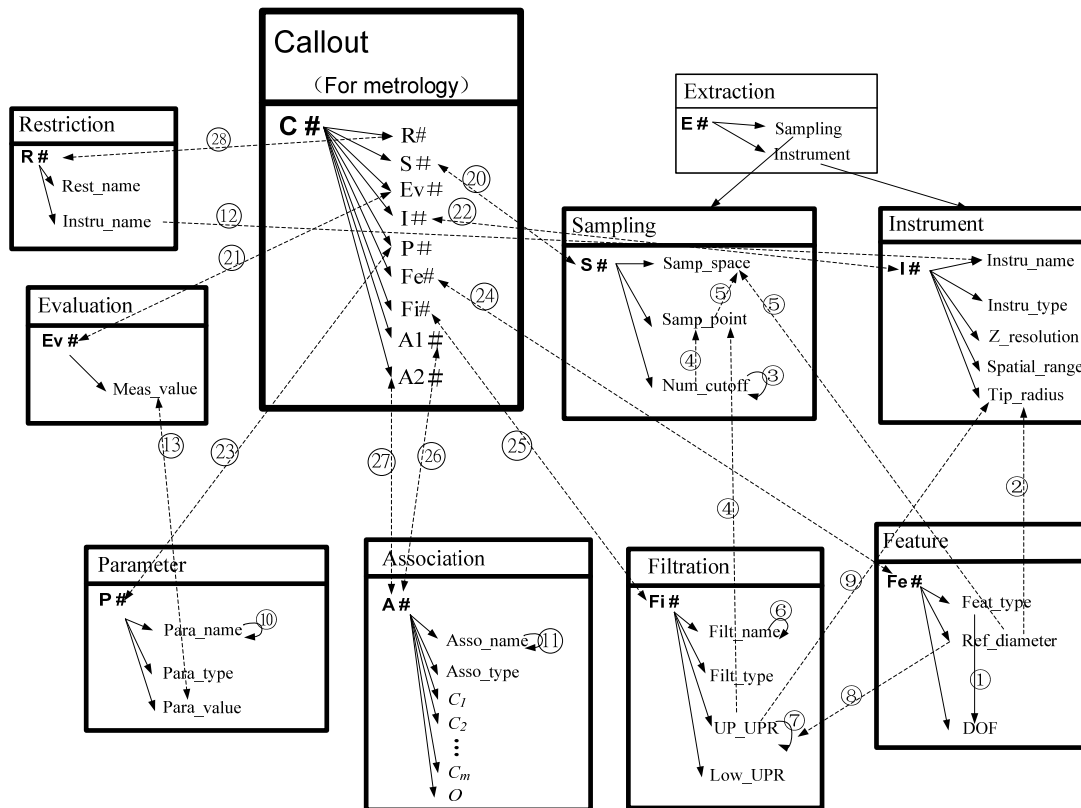 Callout
（For metrology）
C #
R#
S #
Ev#
I #
P #
Fe#
Fi#
A1#
A2#
Restriction
R #
Rest_name
Instru_name
Evaluation
Ev #
Meas_value
Extraction
E #
Sampling
Instrument
Sampling
S #
Samp_space
Samp_point
Num_cutoff
Instrument
I #
Instru_name
Instru_type
Z_resolution
Spatial_range
Tip_radius
Parameter
P #
Para_name
Para_type
Para_value
Association
A #
Asso_name
Asso_type
C1
C2
Cm
O
Filtration
Fi #
Filt_name
Filt_type
UP_UPR
Low_UPR
Feature
Fe #
Feat_type
Ref_diameter
DOF
㉘
⑫
⑳
㉒
㉑
㉔
⑤
⑤
④
③
⑬
㉓
㉗
㉖
㉕
④
②
⑨
⑩
⑪
⑥
⑦
⑧
①